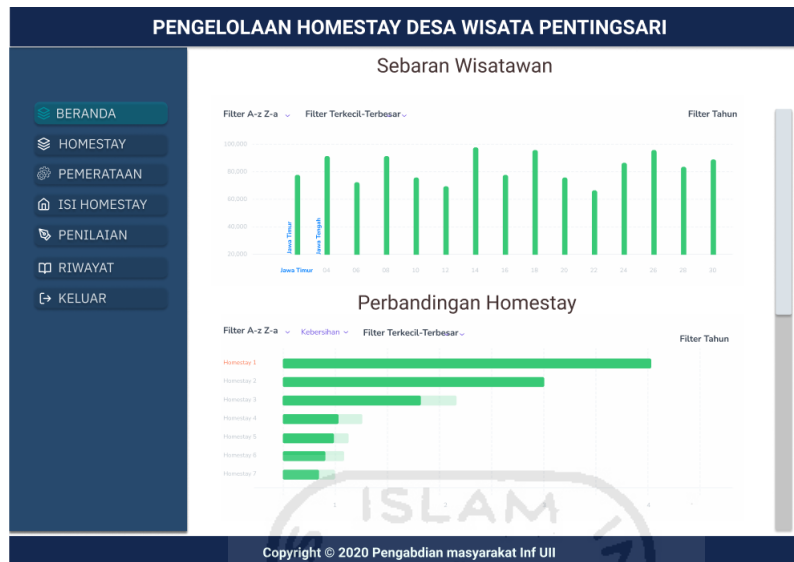 PENGELOLAAN HOMESTAY DESA WISATA PENTINGSARI
BERANDA
HOMESTAY
PEMERATAAN
ISI HOMESTAY
PENILAIAN
RIWAYAT
KELUAR
Sebaran Wisatawan
Filter A-z Z-a Filter Terkecil-Terbesar Filter Tahun
100,000
80,000
60,000
40,000
Jawa Timur
Jawa Tengah
Jawa Timur 04 08 10 12 14 16 18 20 22 24 26 28 30
Perbandingan Homestay
Filter A-z Z-a Kebersihan Filter Terkecil-Terbesar Filter Tahun
Homestay 1
Homestay 2
Homestay 3
Homestay 4
Homestay 5
Homestay 6
Homestay 7
1 2 3 4
ISLAM
Copyright © 2020 Pengabdian masyarakat Inf UII